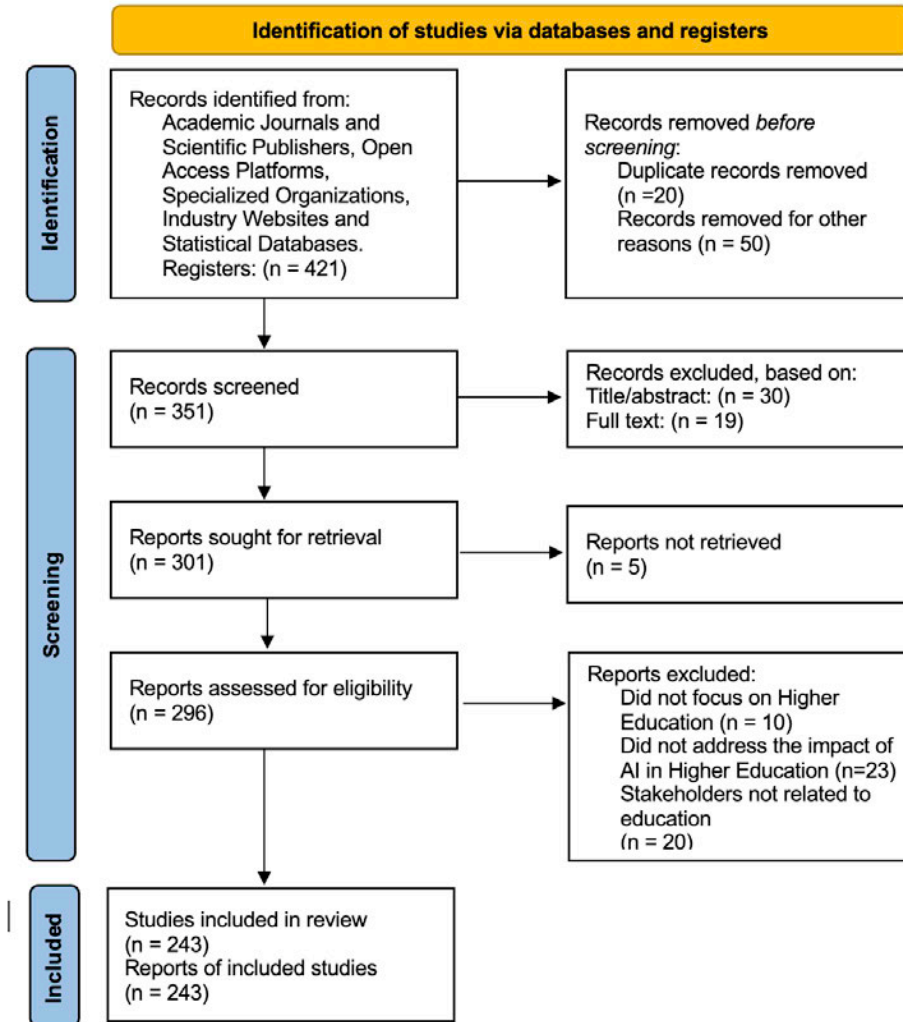 Identification of studies via databases and registers
Identification
Records identified from:
Academic Journals and
Scientific Publishers, Open
Access Platforms,
Specialized Organizations,
Industry Websites and
Statistical Databases.
Registers: (n = 421)
Records removed before
screening:
Duplicate records removed
(n =20)
Records removed for other
reasons (n = 50)
Screening
Records screened
(n = 351)
Records excluded, based on:
Title/abstract: (n = 30)
Full text: (n = 19)
Reports sought for retrieval
(n = 301)
Reports not retrieved
(n = 5)
Reports assessed for eligibility
(n = 296)
Reports excluded:
Did not focus on Higher
Education (n = 10)
Did not address the impact of
AI in Higher Education (n=23)
Stakeholders not related to
education
(n = 20)
Included
Studies included in review
(n = 243)
Reports of included studies
(n = 243)